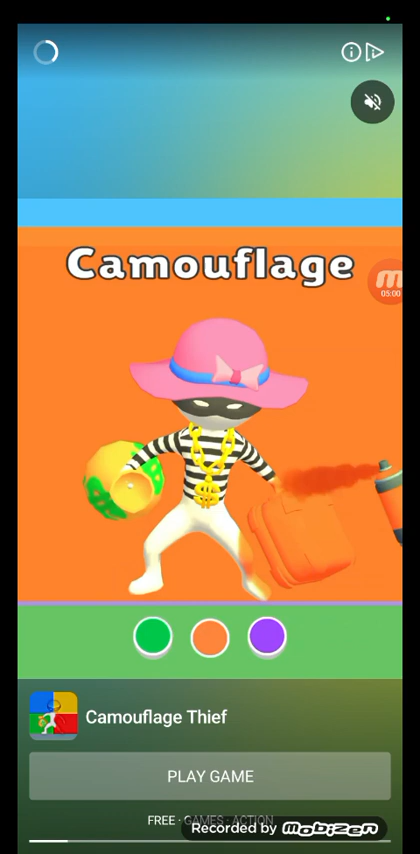 Camouflage
m
05:00
Camouflage Thief
PLAY GAME
FREE · GAMES · ACTION
Recorded by mobizen